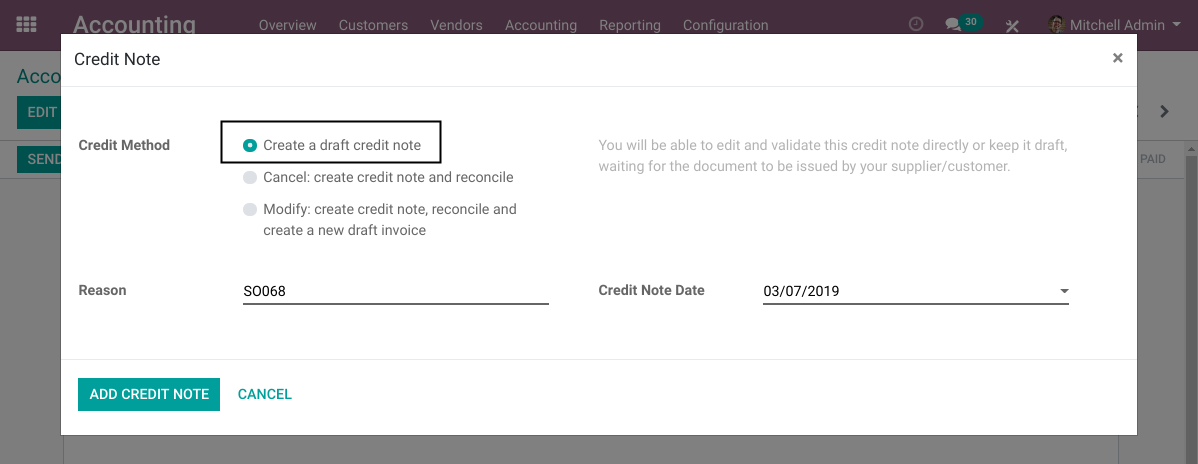 Accounting Overview Customers Vendors Accounting Reporting Configuration 30 Mitchell Admin
Credit Note ×
Acco
EDIT
Credit Method Create a draft credit note You will be able to edit and validate this credit note directly or keep it draft,
SEND waiting for the document to be issued by your supplier/customer. PAID
Cancel: create credit note and reconcile
Modify: create credit note, reconcile and
create a new draft invoice
Reason SO068 Credit Note Date 03/07/2019
ADD CREDIT NOTE CANCEL